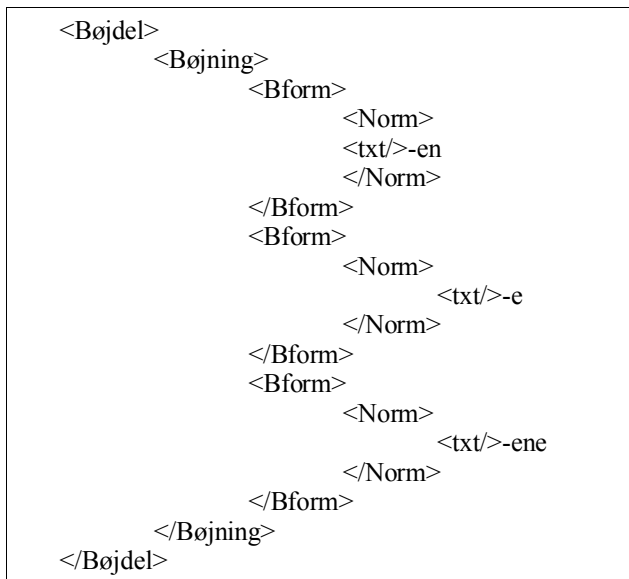 <Bøjdel>
<Bøjning>
<Bform>
<Norm>
<txt/>-en
</Norm>
</Bform>
<Bform>
<Norm>
<txt/>-e
</Norm>
</Bform>
<Bform>
<Norm>
<txt/>-ene
</Norm>
</Bform>
</Bøjning>
</Bøjdel>